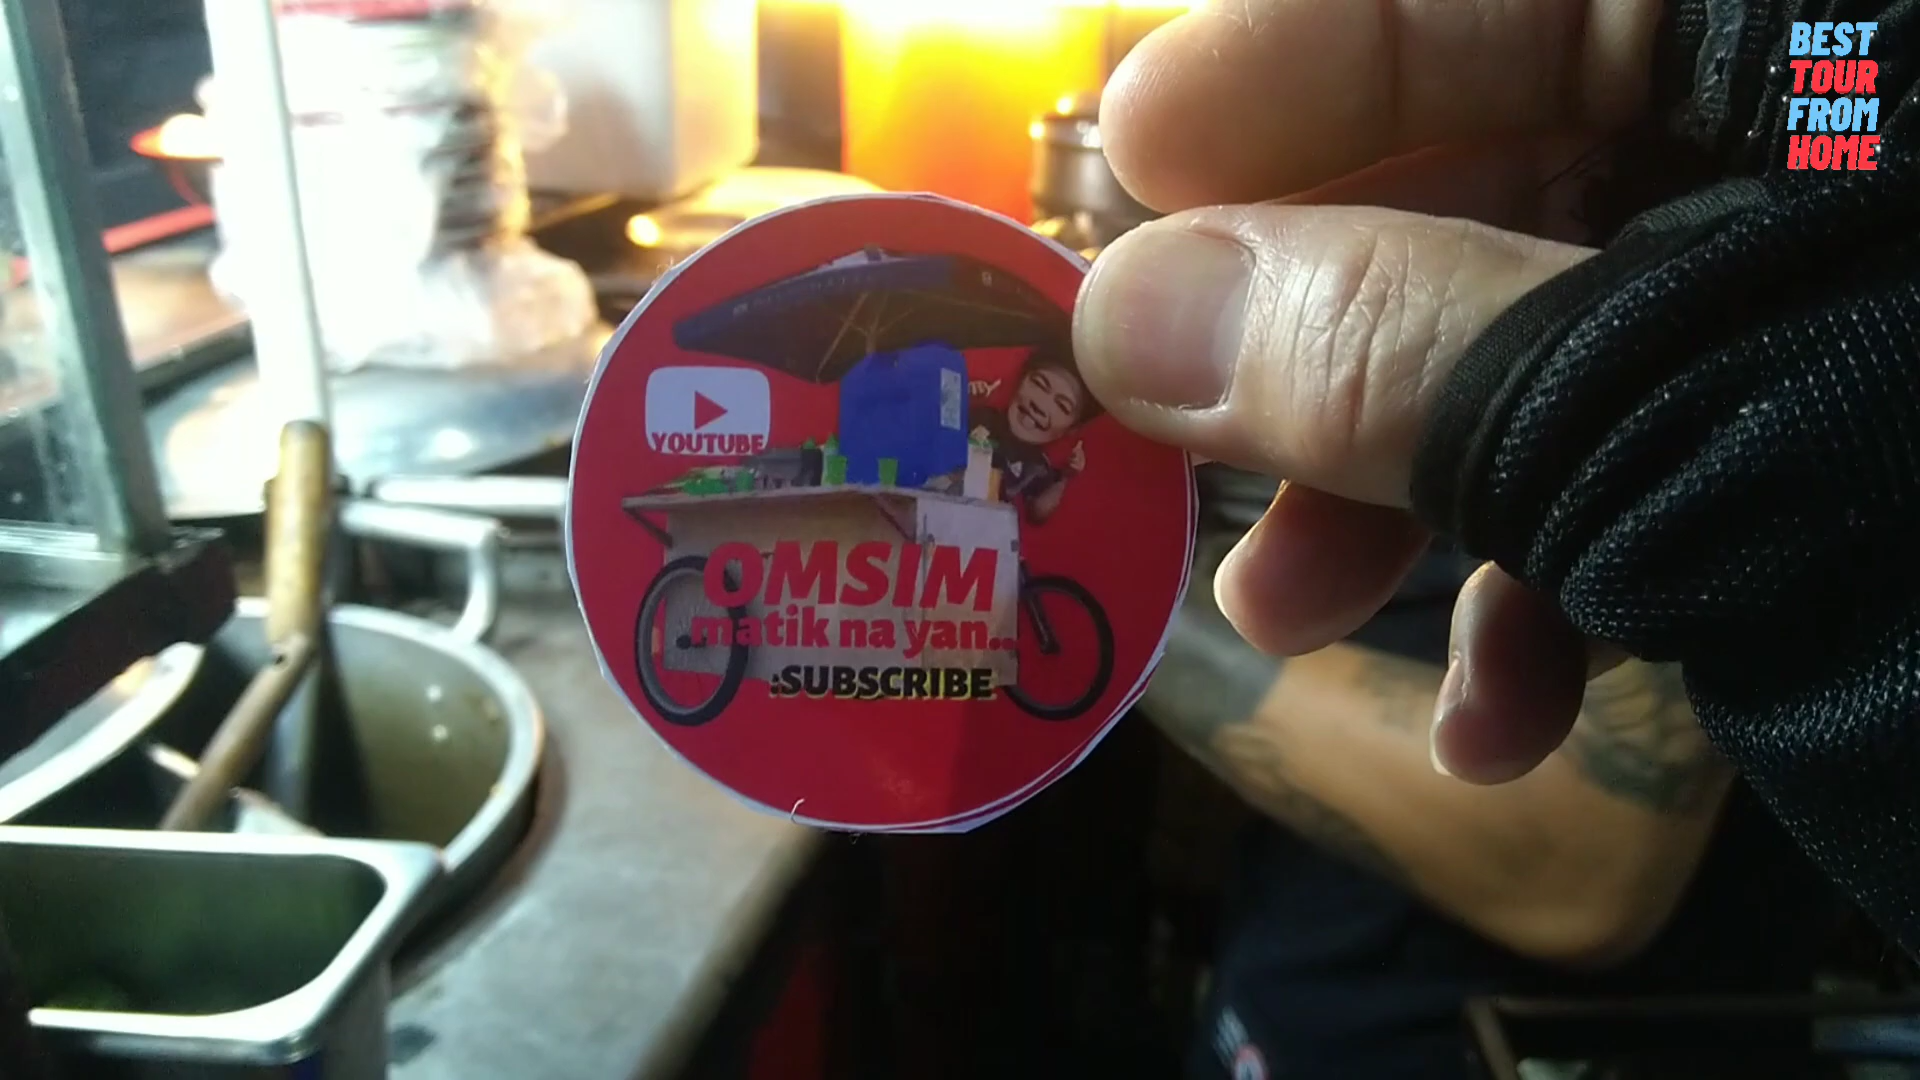 BEST
TOUR
FROM
HOME
YOUTUBE
OMSIM
matik na yan..
:SUBSCRIBE